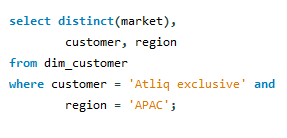 select distinct(market),
customer, region
from dim_customer
where customer = 'Atliq exclusive' and
region = 'APAC';